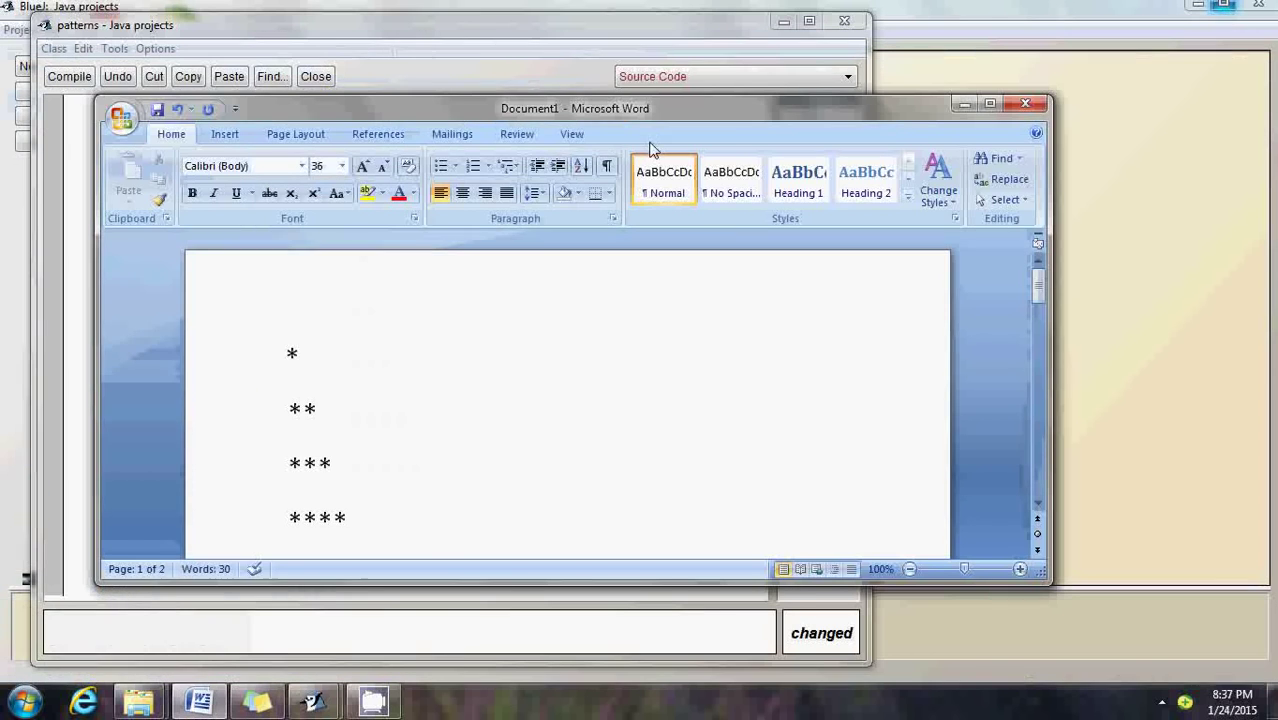 BlueJ: Java projects
patterns - Java projects
Class Edit Tools Options
Compile Undo Cut Copy Paste Find... Close Source Code
Document1 - Microsoft Word
Home Insert Page Layout References Mailings Review View
Paste Calibri (Body) 36 AaBbCcDc AaBbCcDc AaBbC AaBbCc Change Styles Find Replace Select
¶ Normal ¶ No Spaci... Heading 1 Heading 2
Clipboard Font Paragraph Styles Editing
*
**
***
****
Page: 1 of 2 Words: 30 100%
changed
8:37 PM
1/24/2015